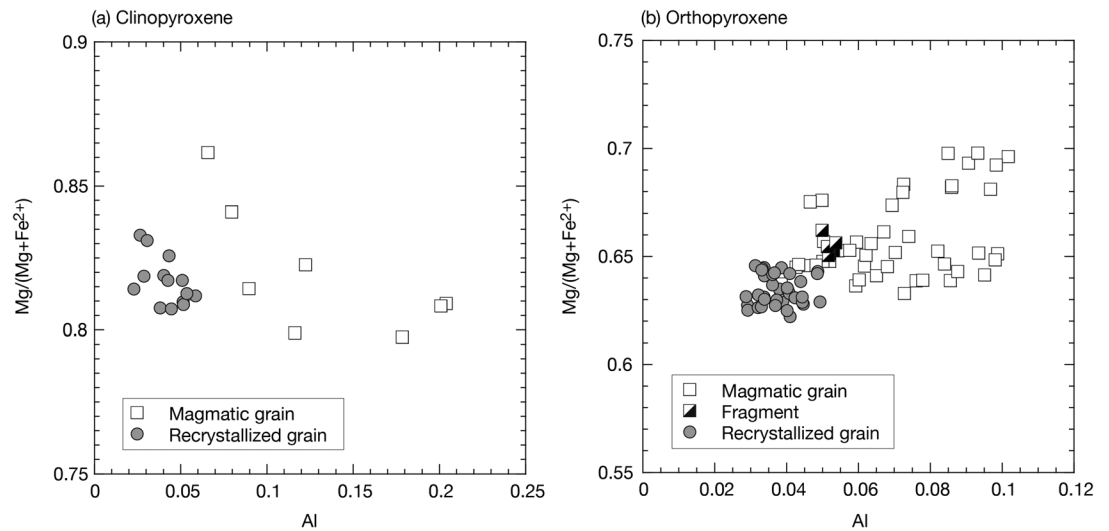 (a) Clinopyroxene
0.9
0.85
0.8
0.75
Mg/(Mg+Fe2+)
Magmatic grain
Recrystallized grain
0 0.05 0.10 0.15 0.20 0.25
Al
(b) Orthopyroxene
0.75
0.7
0.65
0.6
0.55
Mg/(Mg+Fe2+)
Magmatic grain
Fragment
Recrystallized grain
0 0.02 0.04 0.06 0.08 0.1 0.12
Al